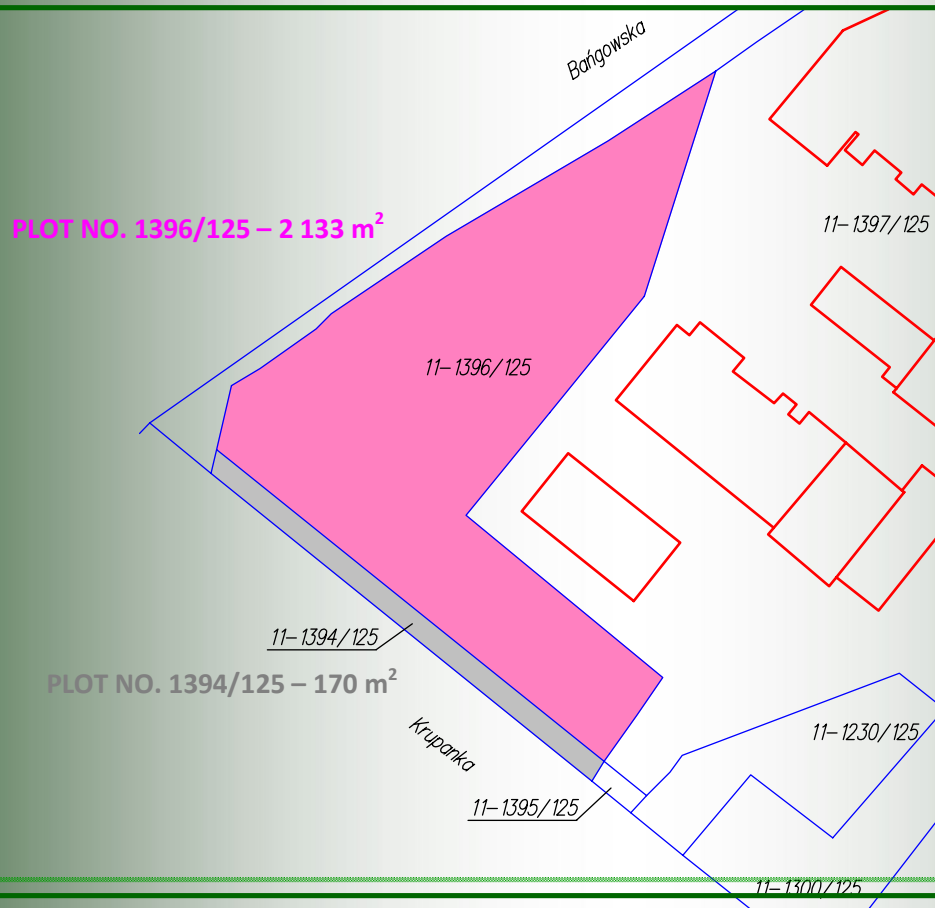 Bańgowska
PLOT NO. 1396/125 – 2 133 m²
11-1397/125
11-1396/125
11-1394/125
PLOT NO. 1394/125 – 170 m²
Krupanka
11-1230/125
11-1395/125
11-1300/125